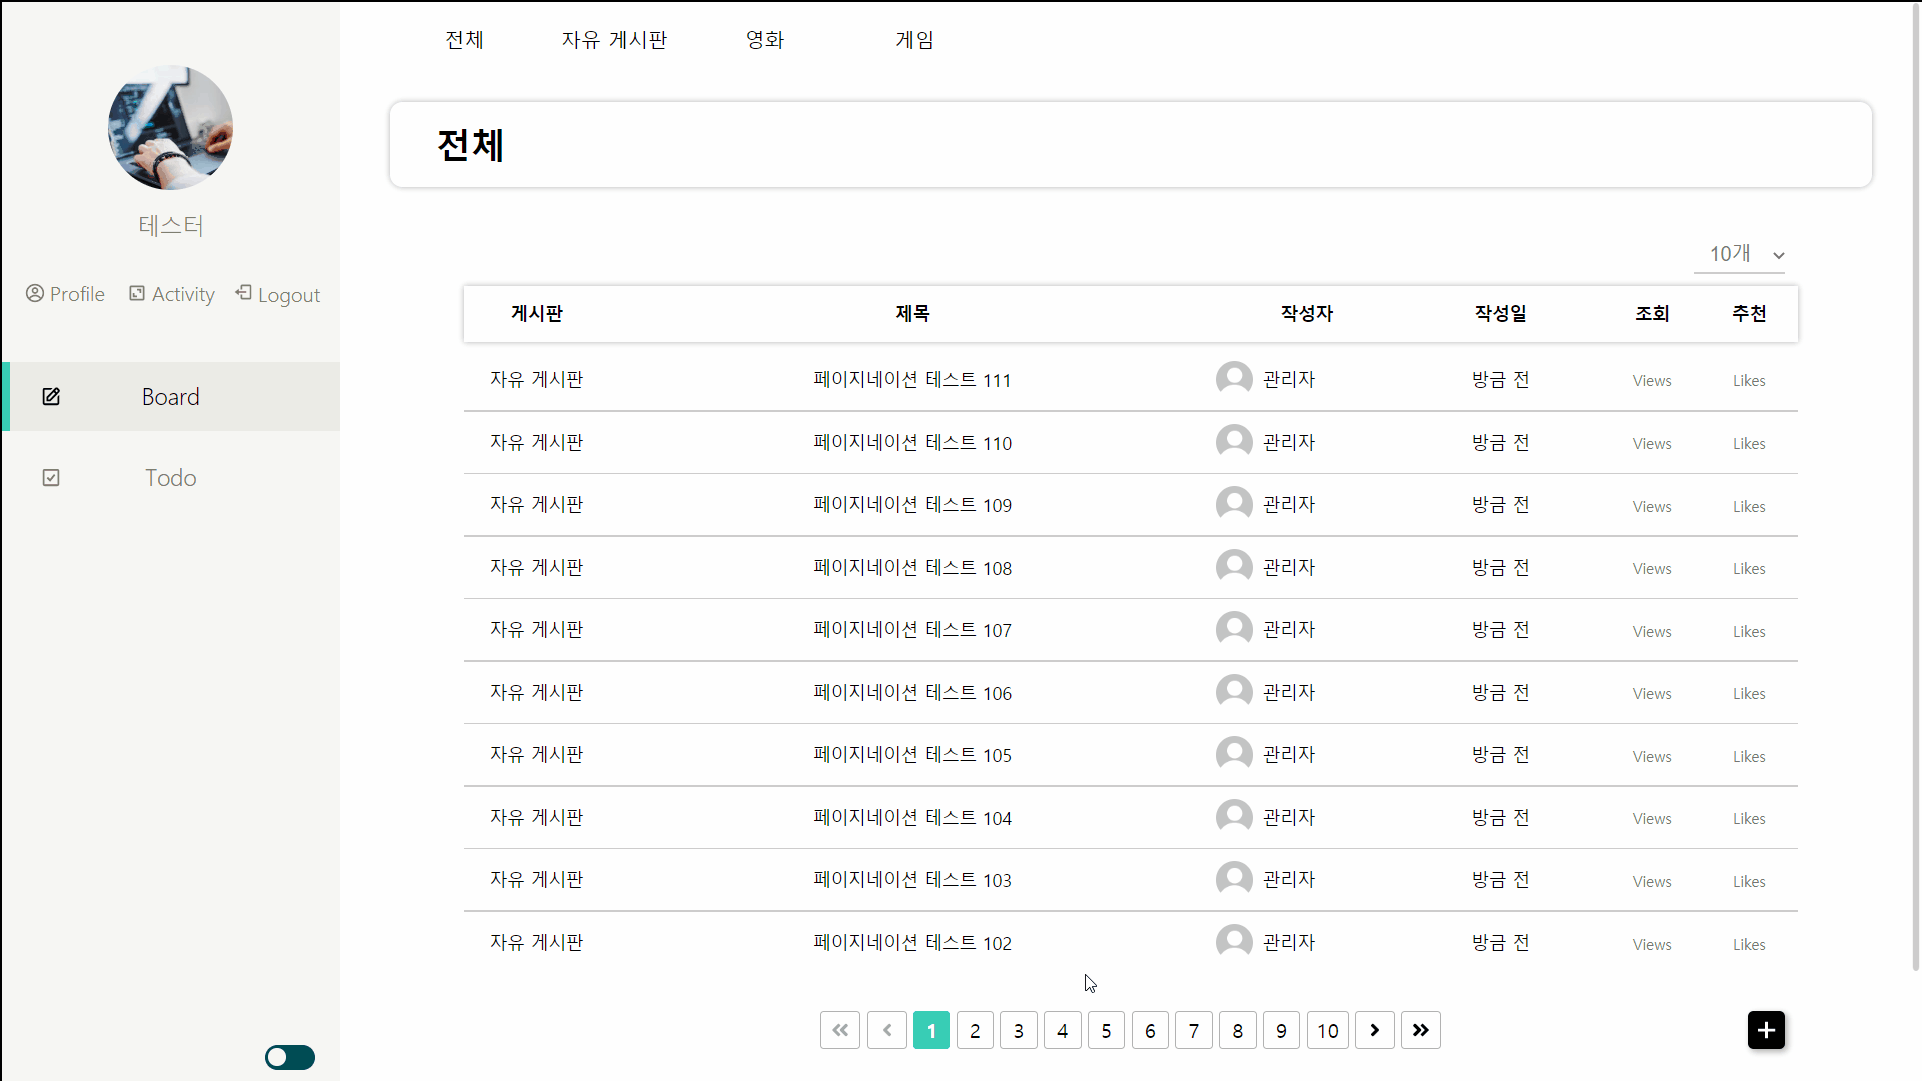 테스터
Profile Activity Logout
Board
Todo
전체 자유 게시판 영화 게임
전체
10개
게시판 제목 작성자 작성일 조회 추천
자유 게시판 페이지네이션 테스트 111 관리자 방금 전 Views Likes
자유 게시판 페이지네이션 테스트 110 관리자 방금 전 Views Likes
자유 게시판 페이지네이션 테스트 109 관리자 방금 전 Views Likes
자유 게시판 페이지네이션 테스트 108 관리자 방금 전 Views Likes
자유 게시판 페이지네이션 테스트 107 관리자 방금 전 Views Likes
자유 게시판 페이지네이션 테스트 106 관리자 방금 전 Views Likes
자유 게시판 페이지네이션 테스트 105 관리자 방금 전 Views Likes
자유 게시판 페이지네이션 테스트 104 관리자 방금 전 Views Likes
자유 게시판 페이지네이션 테스트 103 관리자 방금 전 Views Likes
자유 게시판 페이지네이션 테스트 102 관리자 방금 전 Views Likes
1 2 3 4 5 6 7 8 9 10